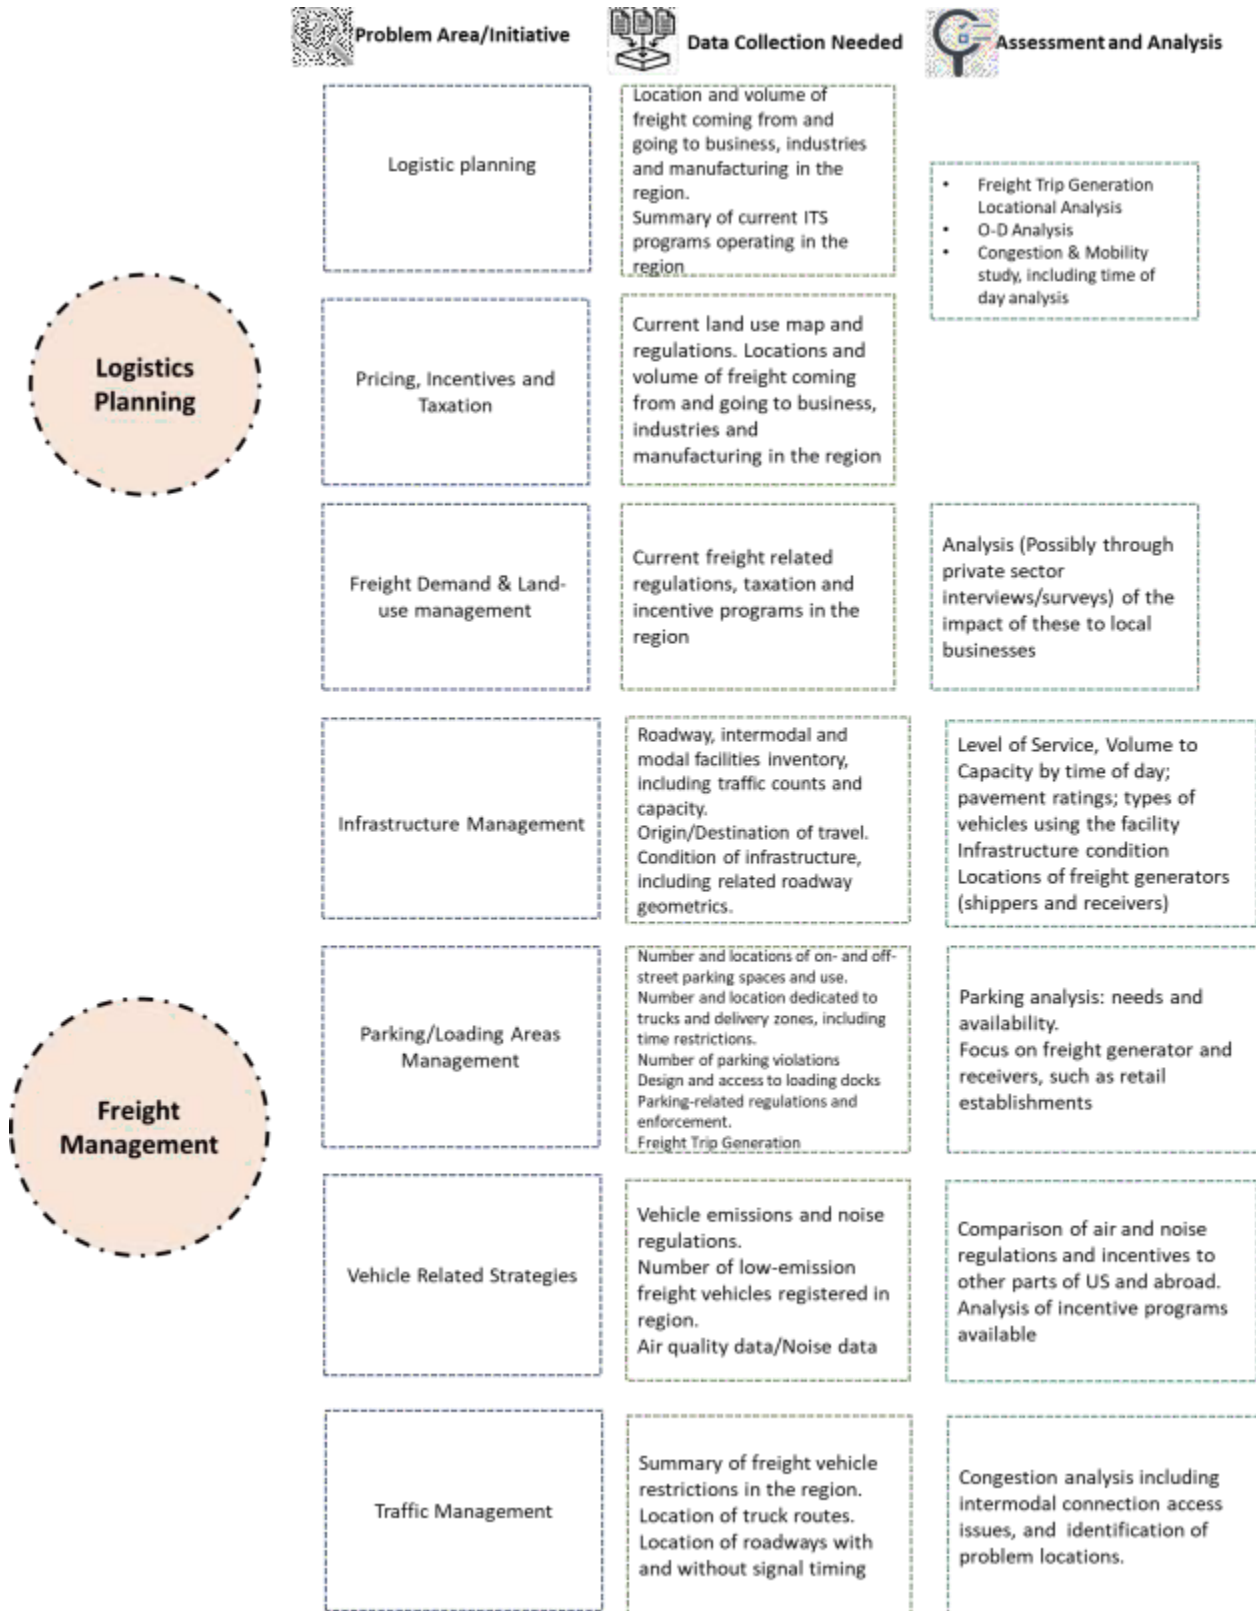 Problem Area/Initiative
Data Collection Needed
Assessment and Analysis
Logistics
Planning
Logistic planning
Location and volume of
freight coming from and
going to business, industries
and manufacturing in the
region.
Summary of current ITS
programs operating in the
region
• Freight Trip Generation
Locational Analysis
• O-D Analysis
• Congestion & Mobility
study, including time of
day analysis
Pricing, Incentives and
Taxation
Current land use map and
regulations. Locations and
volume of freight coming
from and going to business,
industries and
manufacturing in the region
Freight Demand & Land-
use management
Current freight related
regulations, taxation and
incentive programs in the
region
Analysis (Possibly through
private sector
interviews/surveys) of the
impact of these to local
businesses
Freight
Management
Infrastructure Management
Roadway, intermodal and
modal facilities inventory,
including traffic counts and
capacity.
Origin/Destination of travel.
Condition of infrastructure,
including related roadway
geometrics.
Level of Service, Volume to
Capacity by time of day;
pavement ratings; types of
vehicles using the facility
Infrastructure condition
Locations of freight generators
(shippers and receivers)
Parking/Loading Areas
Management
Number and locations of on- and off-
street parking spaces and use.
Number and location dedicated to
trucks and delivery zones, including
time restrictions.
Number of parking violations
Design and access to loading docks
Parking-related regulations and
enforcement.
Freight Trip Generation
Parking analysis: needs and
availability.
Focus on freight generator and
receivers, such as retail
establishments
Vehicle Related Strategies
Vehicle emissions and noise
regulations.
Number of low-emission
freight vehicles registered in
region.
Air quality data/Noise data
Comparison of air and noise
regulations and incentives to
other parts of US and abroad.
Analysis of incentive programs
available
Traffic Management
Summary of freight vehicle
restrictions in the region.
Location of truck routes.
Location of roadways with
and without signal timing
Congestion analysis including
intermodal connection access
issues, and identification of
problem locations.